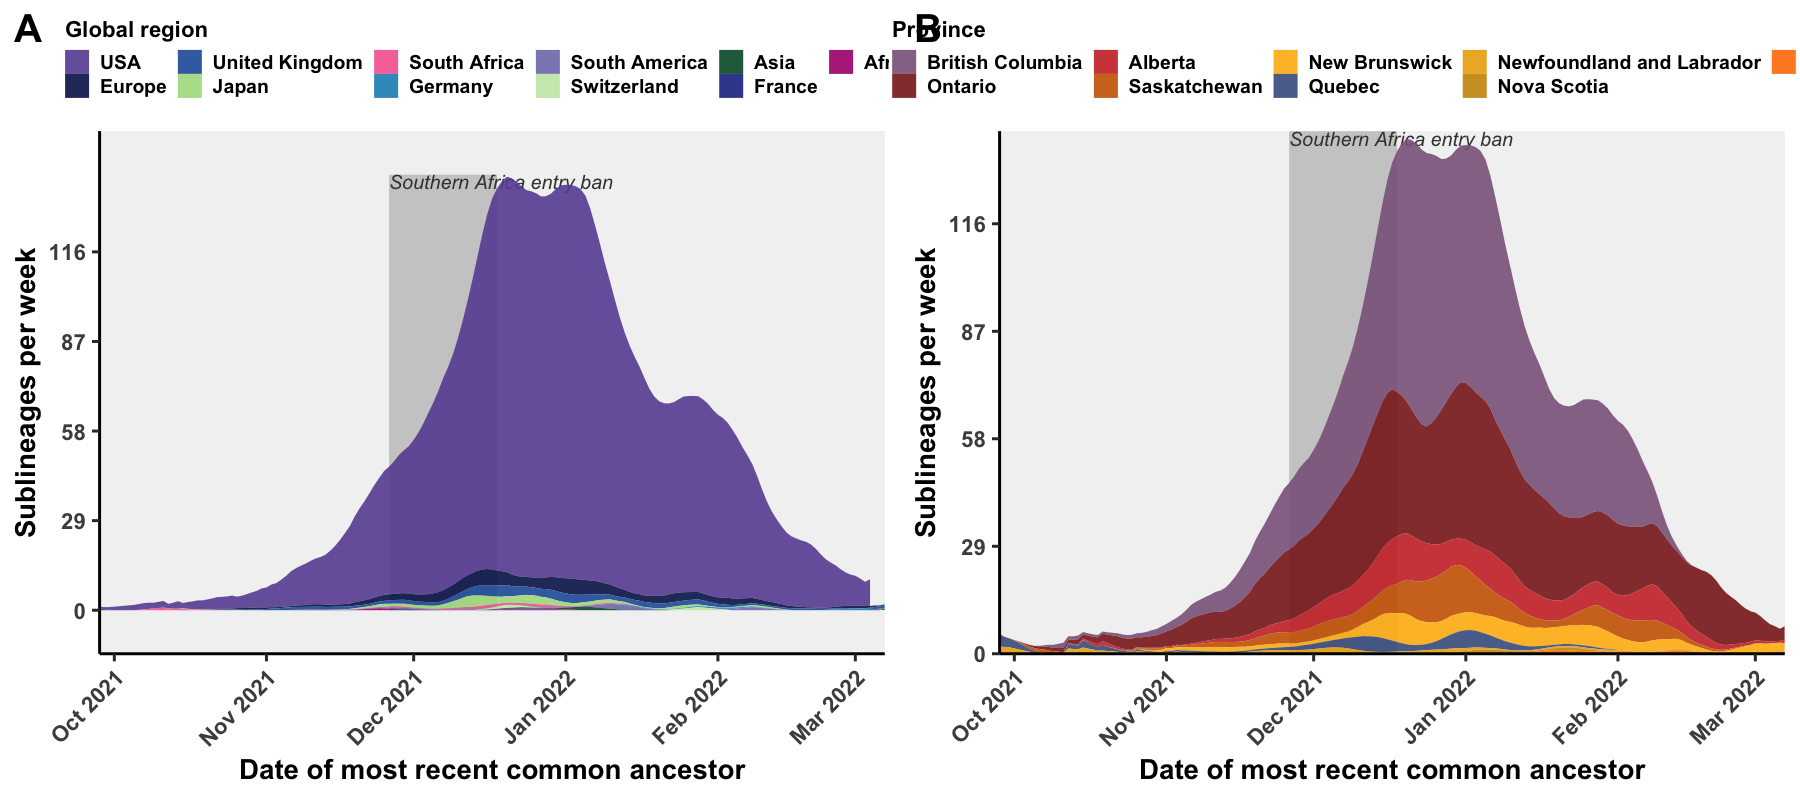 A
Global region
USA United Kingdom South Africa South America Asia
Europe Japan Germany Switzerland France
Southern Africa entry ban
Sublineages per week
116
87
58
29
0
Oct 2021 Nov 2021 Dec 2021 Jan 2022 Feb 2022 Mar 2022
Date of most recent common ancestor
B
Province
British Columbia Alberta New Brunswick Newfoundland and Labrador
Ontario Saskatchewan Quebec Nova Scotia
Southern Africa entry ban
Sublineages per week
116
87
58
29
0
Oct 2021 Nov 2021 Dec 2021 Jan 2022 Feb 2022 Mar 2022
Date of most recent common ancestor